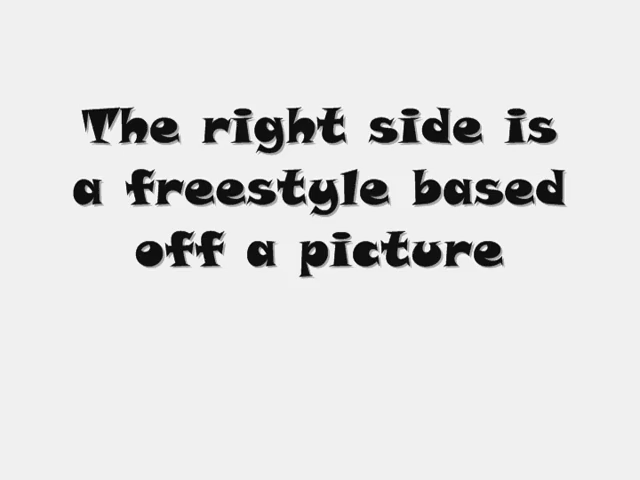 The right side is
a freestyle based
off a picture